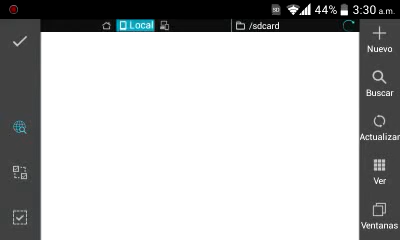 44% 3:30 a.m.
Local
/sdcard
Nuevo
Buscar
Actualizar
Ver
Ventanas